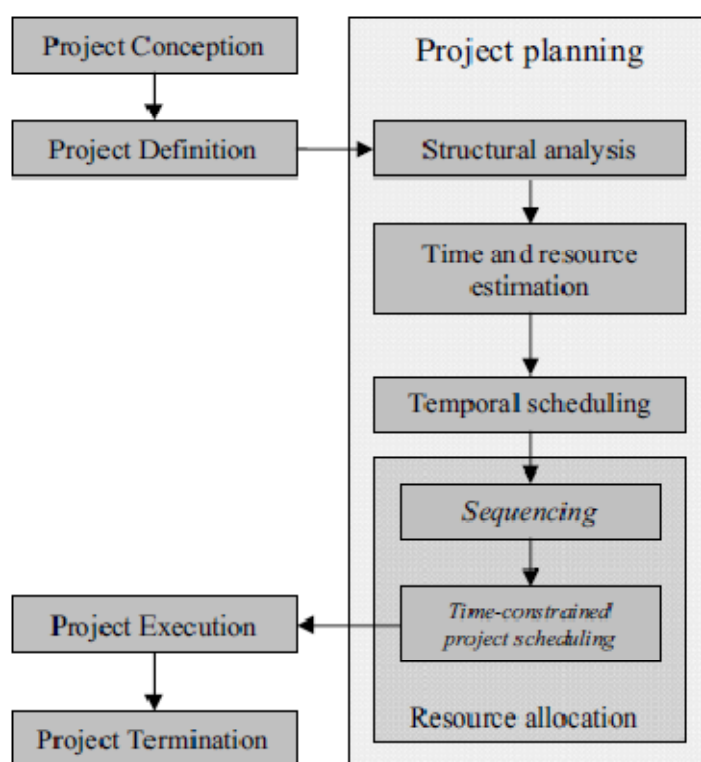 Project Conception
Project Definition
Project planning
Structural analysis
Time and resource
estimation
Temporal scheduling
Sequencing
Time-constrained
project scheduling
Resource allocation
Project Execution
Project Termination